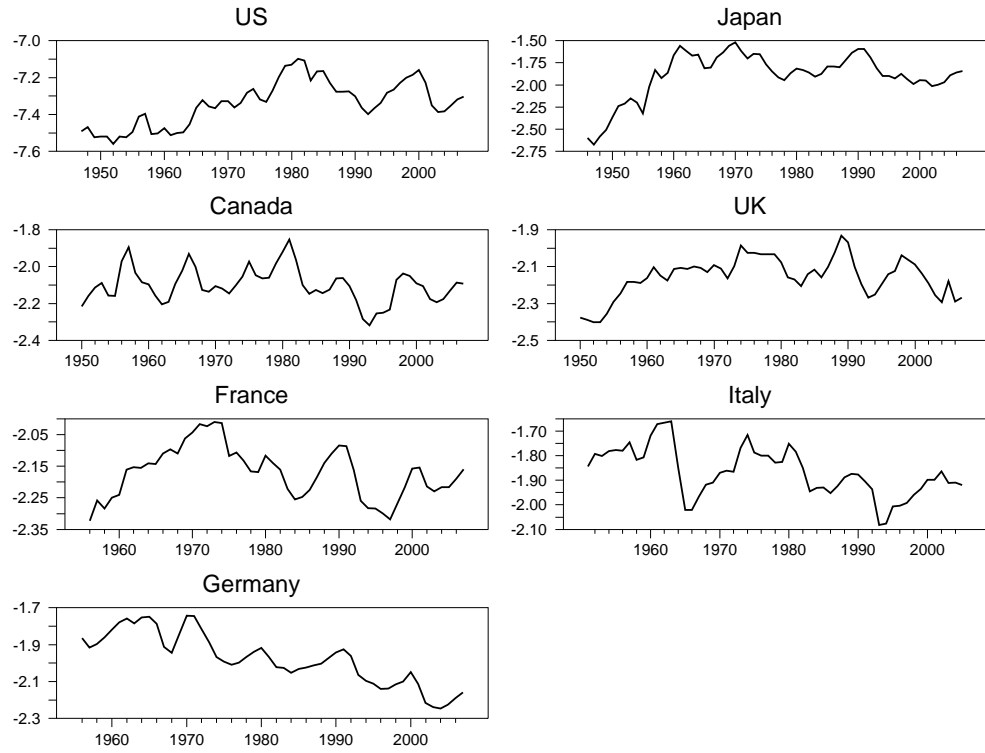 US
-7.0
-7.2
-7.4
-7.6
1950 1960 1970 1980 1990 2000
Japan
-1.50
-1.75
-2.00
-2.25
-2.50
-2.75
1950 1960 1970 1980 1990 2000
Canada
-1.8
-2.0
-2.2
-2.4
1950 1960 1970 1980 1990 2000
UK
-1.9
-2.1
-2.3
-2.5
1950 1960 1970 1980 1990 2000
France
-2.05
-2.15
-2.25
-2.35
1960 1970 1980 1990 2000
Italy
-1.70
-1.80
-1.90
-2.00
-2.10
1960 1970 1980 1990 2000
Germany
-1.7
-1.9
-2.1
-2.3
1960 1970 1980 1990 2000